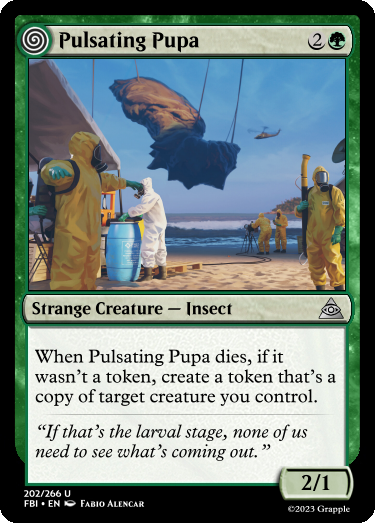 Pulsating Pupa 2
Strange Creature — Insect
When Pulsating Pupa dies, if it
wasn't a token, create a token that's a
copy of target creature you control.
“If that's the larval stage, none of us
need to see what's coming out.”
2/1
202/266 U
FBI • EN Fabio Alencar
©2023 Grapple